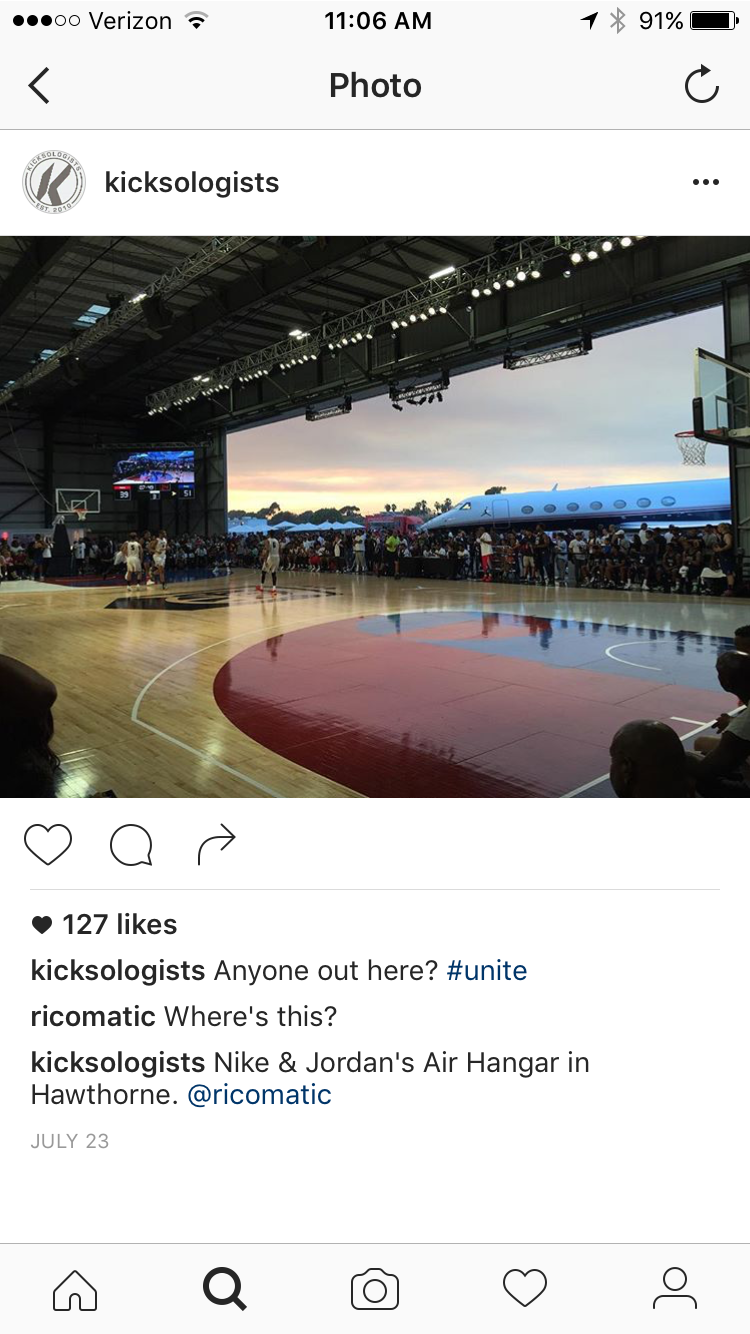 Verizon 11:06 AM 91%
Photo
KICKSOLOGISTS
K
EST. 2010
kicksologists
39 51
127 likes
kicksologists Anyone out here? #unite
ricomatic Where's this?
kicksologists Nike & Jordan's Air Hangar in
Hawthorne. @ricomatic
JULY 23